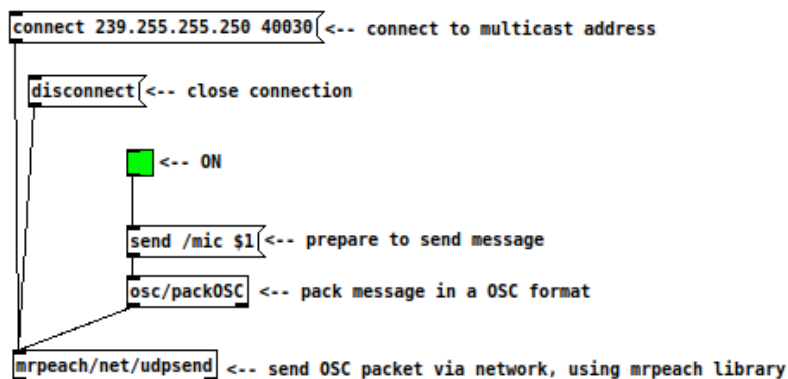 connect 239.255.255.250 40030 <-- connect to multicast address
disconnect <-- close connection
<-- ON
send /mic $1 <-- prepare to send message
osc/packOSC <-- pack message in a OSC format
mrpeach/net/udpsend <-- send OSC packet via network, using mrpeach library